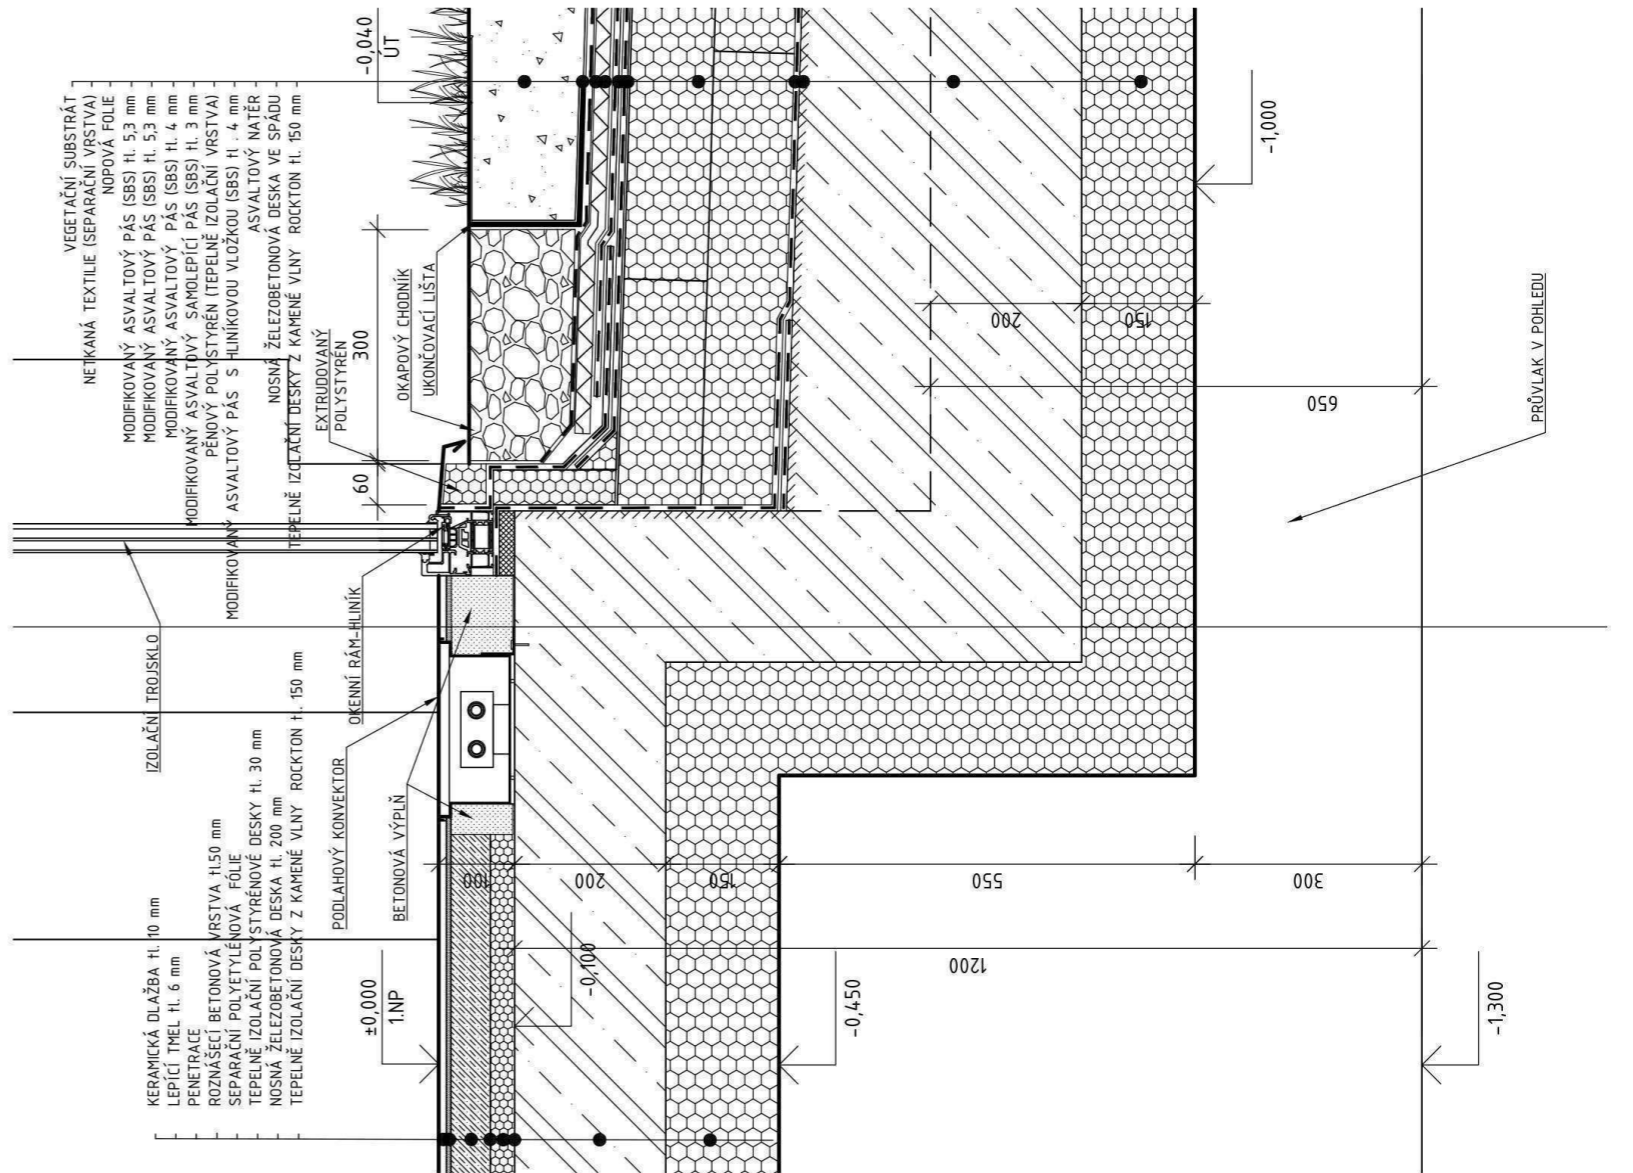 VEGETAČNÍ SUBSTRÁT
NETKANÁ TEXTILIE (SEPARAČNÍ VRSTVA)
NOPOVÁ FOLIE
MODIFIKOVANÝ ASVALTOVÝ PÁS (SBS) tl. 5,3 mm
MODIFIKOVANÝ ASVALTOVÝ PÁS (SBS) tl. 5,3 mm
MODIFIKOVANÝ ASVALTOVÝ PÁS (SBS) tl. 4 mm
MODIFIKOVANÝ ASVALTOVÝ SAMOLEPÍCÍ PÁS (SBS) tl. 3 mm
PĚNOVÝ POLYSTYRÉN (TEPELNĚ IZOLAČNÍ VRSTVA)
MODIFIKOVANÝ ASVALTOVÝ PÁS S HLINÍKOVOU VLOŽKOU (SBS) tl. 4 mm
ASVALTOVÝ NÁTĚR
NOSNÁ ŽELEZOBETONOVÁ DESKA VE SPÁDU
TEPELNĚ IZOLAČNÍ DESKY Z KAMENÉ VLNY ROCKTON tl. 150 mm
EXTRUDOVANÝ
POLYSTYRÉN
60
300
-0,040
ÚT
OKAPOVÝ CHODNÍK
UKONČOVACÍ LIŠTA
IZOLAČNÍ TROJSKLO
OKENNÍ RÁM-HLINÍK
PODLAHOVÝ KONVEKTOR
BETONOVÁ VÝPLŇ
KERAMICKÁ DLAŽBA tl. 10 mm
LEPÍCÍ TMEL tl. 6 mm
PENETRACE
ROZNÁŠECÍ BETONOVÁ VRSTVA tl.50 mm
SEPARAČNÍ POLYETYLÉNOVÁ FÓLIE
TEPELNĚ IZOLAČNÍ POLYSTYRÉNOVÉ DESKY tl. 30 mm
NOSNÁ ŽELEZOBETONOVÁ DESKA tl. 200 mm
TEPELNĚ IZOLAČNÍ DESKY Z KAMENÉ VLNY ROCKTON tl. 150 mm
±0,000
1.NP
100
200
150
550
300
-0,100
1200
-0,450
-1,300
200
150
650
-1,000
PRŮVLAK V POHLEDU